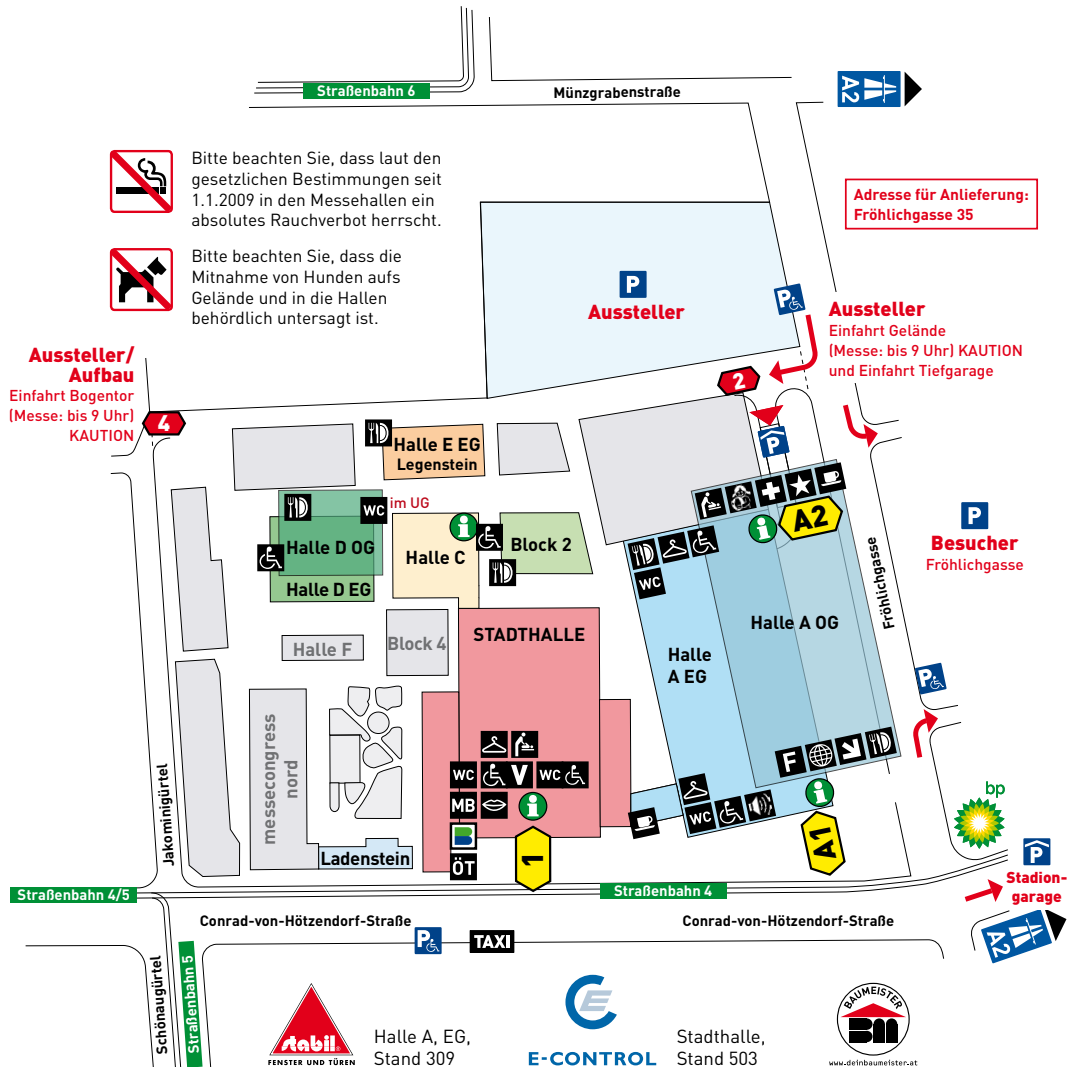 Straßenbahn 6
Münzgrabenstraße
A2
Bitte beachten Sie, dass laut den
gesetzlichen Bestimmungen seit
1.1.2009 in den Messehallen ein
absolutes Rauchverbot herrscht.
Adresse für Anlieferung:
Fröhlichgasse 35
Bitte beachten Sie, dass die
Mitnahme von Hunden aufs
Gelände und in die Hallen
behördlich untersagt ist.
P
Aussteller
P
Aussteller
Einfahrt Gelände
(Messe: bis 9 Uhr) KAUTION
und Einfahrt Tiefgarage
Aussteller/
Aufbau
Einfahrt Bogentor
(Messe: bis 9 Uhr)
KAUTION
4
2
P
Halle E EG
Legenstein
WC
im UG
i
Halle D OG
Halle D EG
Halle C
Block 2
i
A2
P
Besucher
Fröhlichgasse
Fröhlichgasse
WC
Halle A OG
Halle
A EG
Halle F
Block 4
STADTHALLE
P
messecongress
nord
Jakominigürtel
WC
V
WC
MB
i
F
WC
i
A1
bp
Ladenstein
B
ÖT
1
P
Stadion-
garage
Straßenbahn 4/5
Straßenbahn 4
Conrad-von-Hötzendorf-Straße
Conrad-von-Hötzendorf-Straße
P
TAXI
A2
Schönaugürtel
Straßenbahn 5
stabil®
FENSTER UND TÜREN
Halle A, EG,
Stand 309
CE
E-CONTROL
Stadthalle,
Stand 503
BAUMEISTER
BM
www.deinbaumeister.at